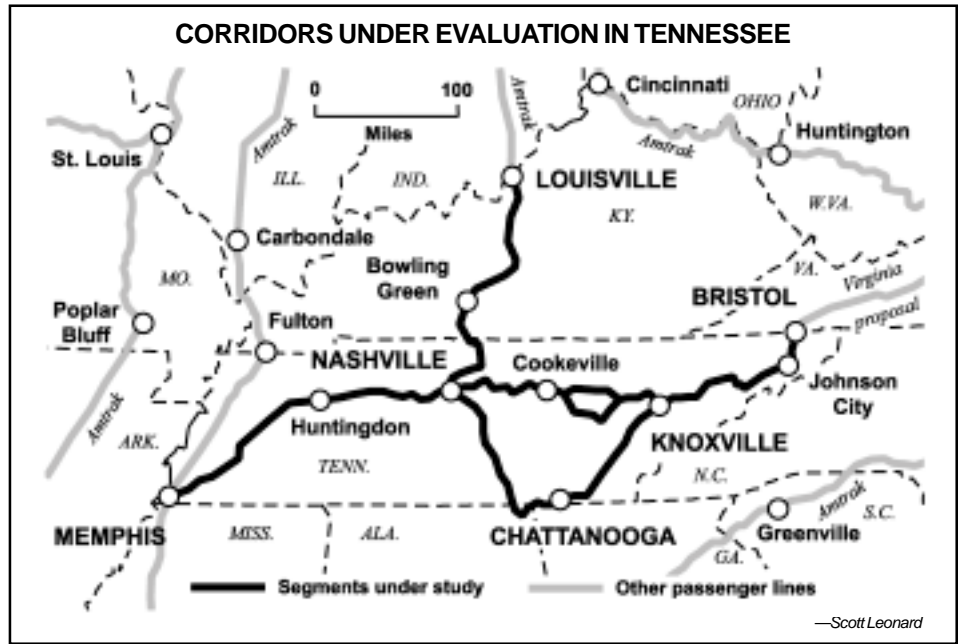 CORRIDORS UNDER EVALUATION IN TENNESSEE
0
100
Miles
Amtrak
Cincinnati
OHIO
Huntington
St. Louis
Amtrak
ILL.
IND.
LOUISVILLE
Amtrak
KY.
W.VA.
Carbondale
MO.
Bowling
Green
VA.
Virginia
BRISTOL
proposal
Poplar
Bluff
Fulton
NASHVILLE
Cookeville
Johnson
City
Amtrak
ARK.
Huntingdon
KNOXVILLE
TENN.
N.C.
MEMPHIS
MISS.
ALA.
CHATTANOOGA
Greenville
Amtrak
S.C.
GA.
Segments under study
Other passenger lines
—Scott Leonard